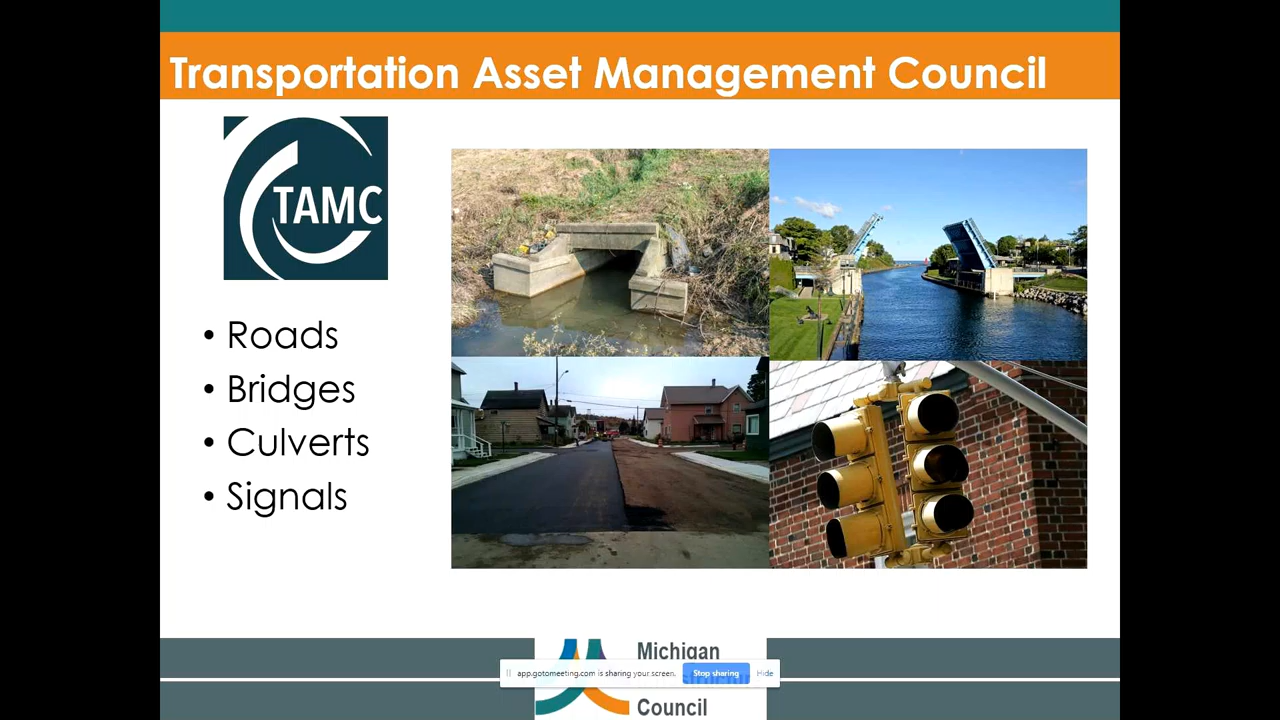 Transportation Asset Management Council
TAMC
• Roads
• Bridges
• Culverts
• Signals
Michigan
app.gotomeeting.com is sharing your screen.
Stop sharing
Hide
Council